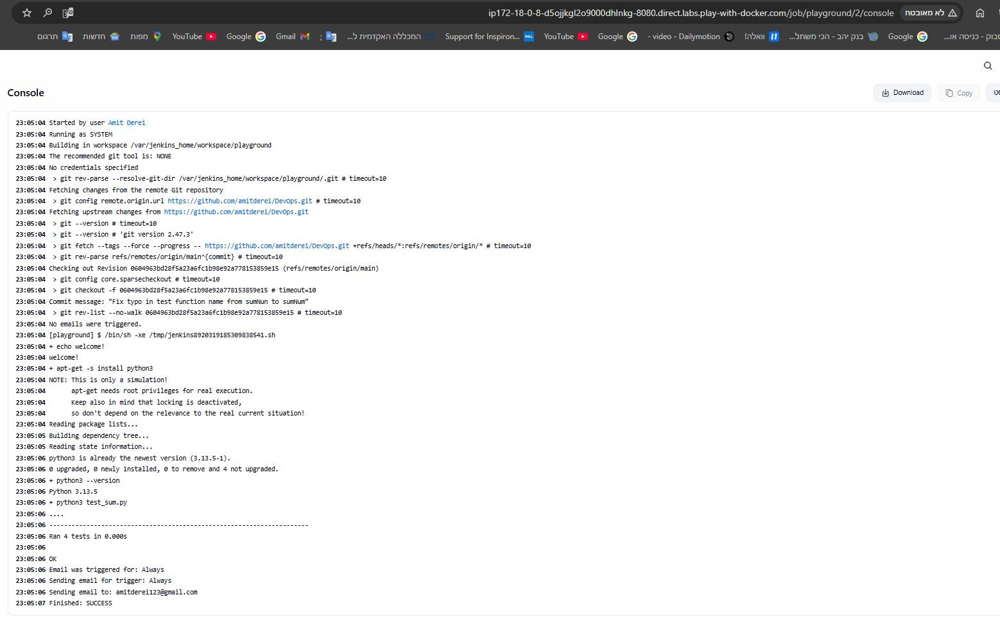 ip172-18-0-8-d5ojjkgl2o9000dhlnkg-8080.direct.labs.play-with-docker.com/job/playground/2/console לא מאובטח
תרגום חדשות מפות YouTube Google Gmail ; המכללה האקדמית ל... Support for Inspiron... YouTube Google - video - Dailymotion וואלה! בנק יהב - הכי משתל... Google סבוק - כניסה או...
Console
Download Copy
23:05:04 Started by user Amit Derei
23:05:04 Running as SYSTEM
23:05:04 Building in workspace /var/jenkins_home/workspace/playground
23:05:04 The recommended git tool is: NONE
23:05:04 No credentials specified
23:05:04 > git rev-parse --resolve-git-dir /var/jenkins_home/workspace/playground/.git # timeout=10
23:05:04 Fetching changes from the remote Git repository
23:05:04 > git config remote.origin.url https://github.com/amitderei/DevOps.git # timeout=10
23:05:04 Fetching upstream changes from https://github.com/amitderei/DevOps.git
23:05:04 > git --version # timeout=10
23:05:04 > git --version # 'git version 2.47.3'
23:05:04 > git fetch --tags --force --progress -- https://github.com/amitderei/DevOps.git +refs/heads/*:refs/remotes/origin/* # timeout=10
23:05:04 > git rev-parse refs/remotes/origin/main^{commit} # timeout=10
23:05:04 Checking out Revision 0604963bd28f5a23a6fc1b98e92a778153859e15 (refs/remotes/origin/main)
23:05:04 > git config core.sparsecheckout # timeout=10
23:05:04 > git checkout -f 0604963bd28f5a23a6fc1b98e92a778153859e15 # timeout=10
23:05:04 Commit message: "Fix typo in test function name from sumNun to sumNum"
23:05:04 > git rev-list --no-walk 0604963bd28f5a23a6fc1b98e92a778153859e15 # timeout=10
23:05:04 No emails were triggered.
23:05:04 [playground] $ /bin/sh -xe /tmp/jenkins8920319185309838541.sh
23:05:04 + echo welcome!
23:05:04 welcome!
23:05:04 + apt-get -s install python3
23:05:04 NOTE: This is only a simulation!
23:05:04 apt-get needs root privileges for real execution.
23:05:04 Keep also in mind that locking is deactivated,
23:05:04 so don't depend on the relevance to the real current situation!
23:05:04 Reading package lists...
23:05:05 Building dependency tree...
23:05:05 Reading state information...
23:05:06 python3 is already the newest version (3.13.5-1).
23:05:06 0 upgraded, 0 newly installed, 0 to remove and 4 not upgraded.
23:05:06 + python3 --version
23:05:06 Python 3.13.5
23:05:06 + python3 test_sum.py
23:05:06 ....
23:05:06 ----------------------------------------------------------------------
23:05:06 Ran 4 tests in 0.000s
23:05:06
23:05:06 OK
23:05:06 Email was triggered for: Always
23:05:06 Sending email for trigger: Always
23:05:06 Sending email to: amitderei123@gmail.com
23:05:07 Finished: SUCCESS